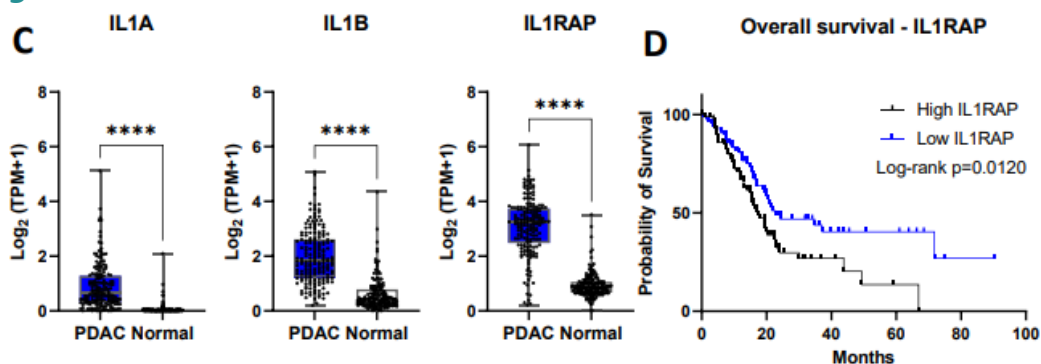 C
IL1A
Log2 (TPM+1)
8
6
4
2
0
****
PDAC Normal
IL1B
Log2 (TPM+1)
8
6
4
2
0
****
PDAC Normal
IL1RAP
Log2 (TPM+1)
8
6
4
2
0
****
PDAC Normal
D
Overall survival - IL1RAP
Probability of Survival
100
50
0
High IL1RAP
Low IL1RAP
Log-rank p=0.0120
0 20 40 60 80 100
Months